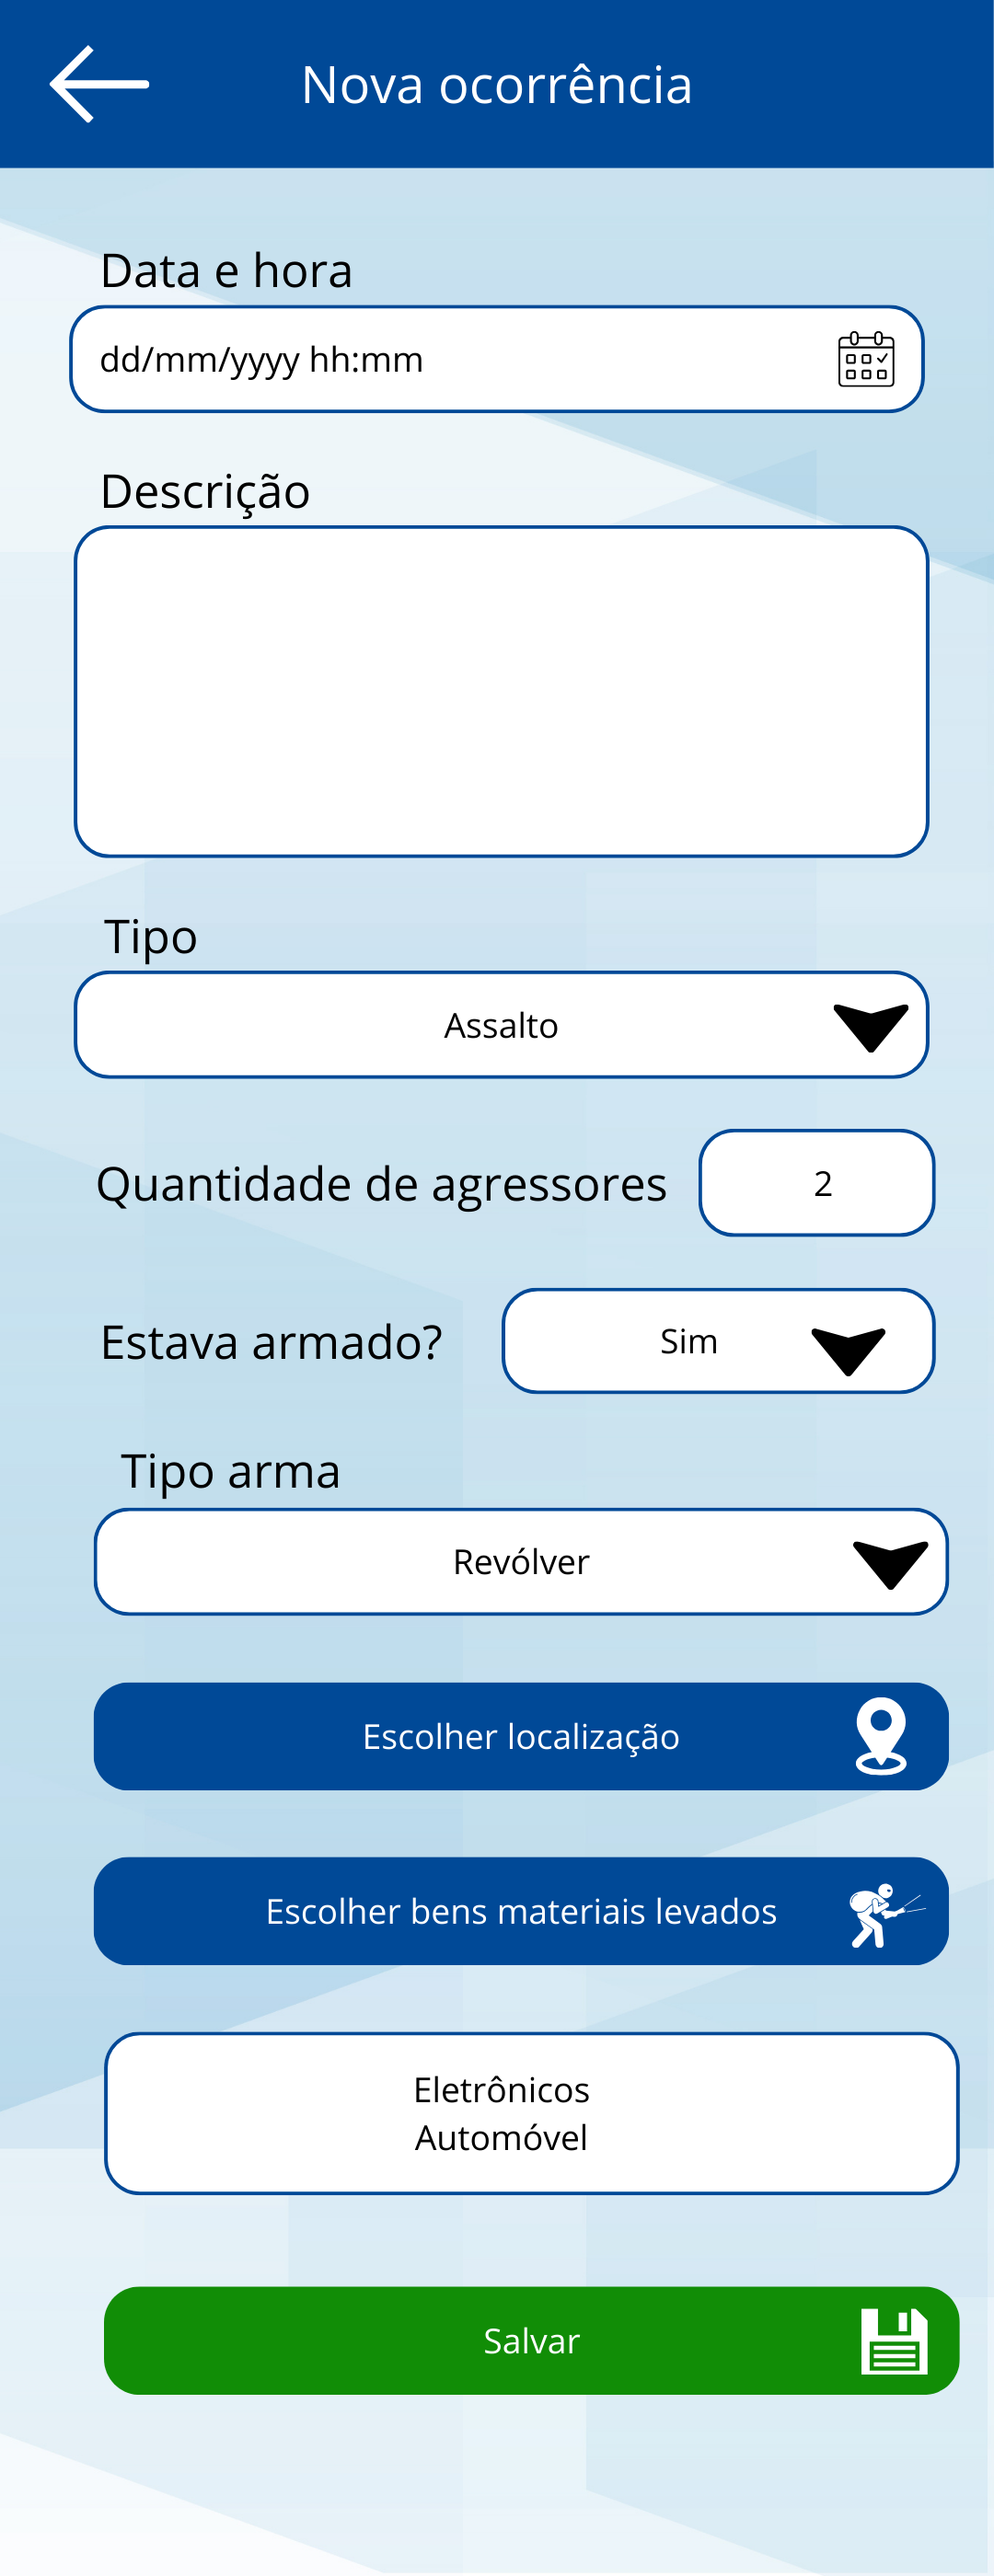 Nova ocorrência
Data e hora
dd/mm/yyyy hh:mm
Descrição
Tipo
Assalto
Quantidade de agressores
2
Estava armado?
Sim
Tipo arma
Revólver
Escolher localização
Escolher bens materiais levados
Eletrônicos
Automóvel
Salvar